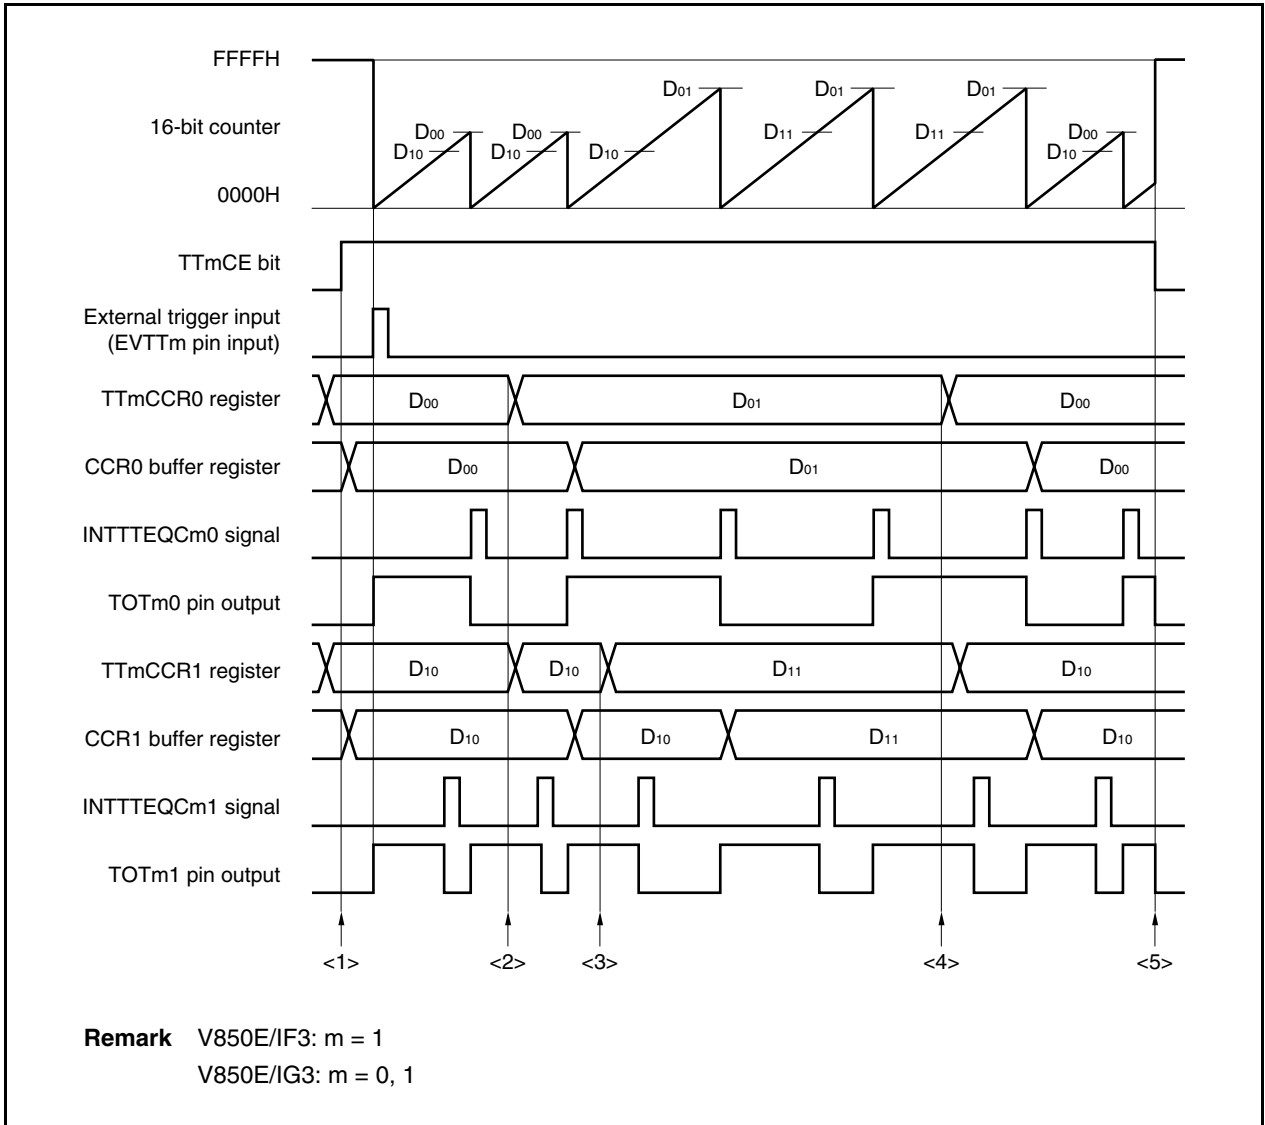 FFFFH
D01 D01 D01
16-bit counter
D00 D00 D11 D11 D00
D10 D10 D10 D10
0000H
TTmCE bit
External trigger input
(EVTTm pin input)
TTmCCR0 register D00 D01 D00
CCR0 buffer register D00 D01 D00
INTTTEQCm0 signal
TOTm0 pin output
TTmCCR1 register D10 D10 D11 D10
CCR1 buffer register D10 D10 D11 D10
INTTTEQCm1 signal
TOTm1 pin output
<1> <2> <3> <4> <5>
Remark V850E/IF3: m = 1
V850E/IG3: m = 0, 1